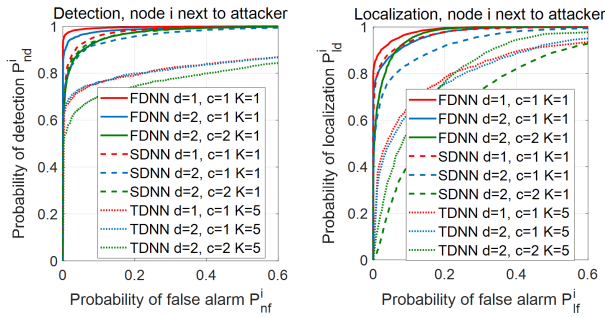 Detection, node i next to attacker
Probability of detection P^i_nd
1
0.8
0.6
0.4
0.2
0
FDNN d=1, c=1 K=1
FDNN d=2, c=1 K=1
FDNN d=2, c=2 K=1
SDNN d=1, c=1 K=1
SDNN d=2, c=1 K=1
SDNN d=2, c=2 K=1
TDNN d=1, c=1 K=5
TDNN d=2, c=1 K=5
TDNN d=2, c=2 K=5
0 0.2 0.4 0.6
Probability of false alarm P^i_nf
Localization, node i next to attacker
Probability of localization P^i_ld
1
0.8
0.6
0.4
0.2
0
FDNN d=1, c=1 K=1
FDNN d=2, c=1 K=1
FDNN d=2, c=2 K=1
SDNN d=1, c=1 K=1
SDNN d=2, c=1 K=1
SDNN d=2, c=2 K=1
TDNN d=1, c=1 K=5
TDNN d=2, c=1 K=5
TDNN d=2, c=2 K=5
0 0.2 0.4 0.6
Probability of false alarm P^i_lf